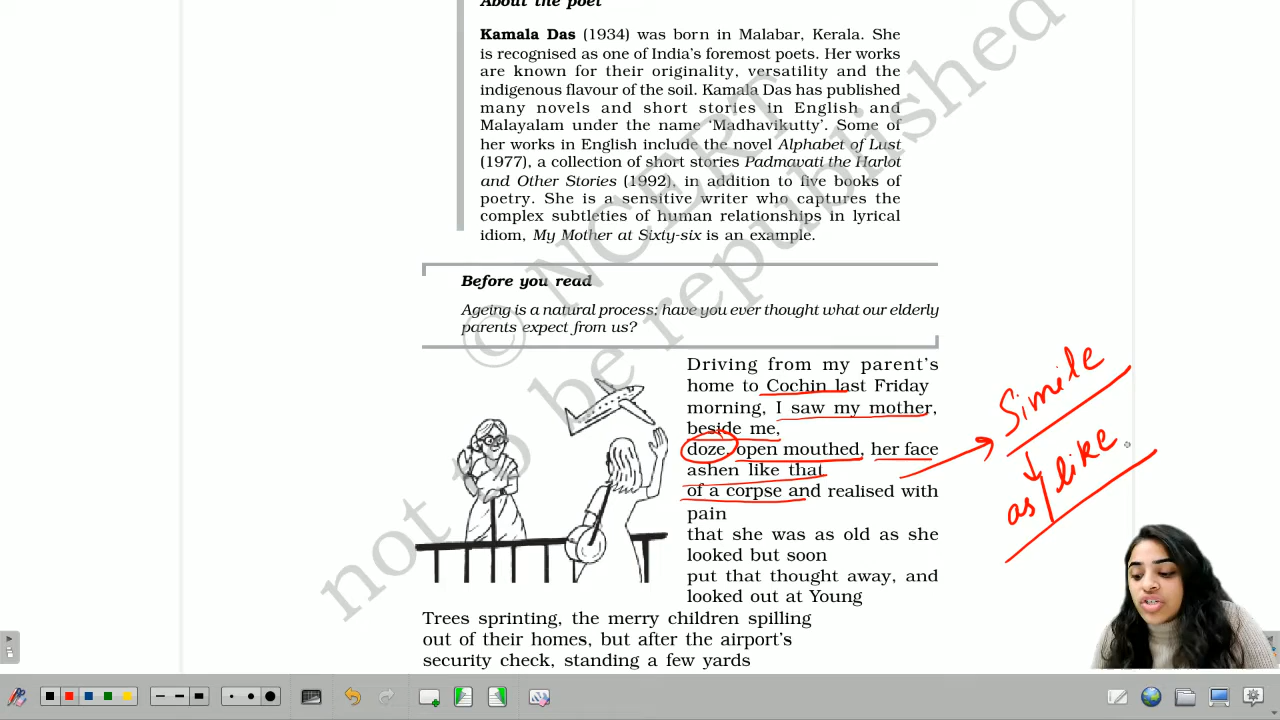 About the poet
Kamala Das (1934) was born in Malabar, Kerala. She
is recognised as one of India's foremost poets. Her works
are known for their originality, versatility and the
indigenous flavour of the soil. Kamala Das has published
many novels and short stories in English and
Malayalam under the name 'Madhavikutty'. Some of
her works in English include the novel Alphabet of Lust
(1977), a collection of short stories Padmavati the Harlot
and Other Stories (1992), in addition to five books of
poetry. She is a sensitive writer who captures the
complex subtleties of human relationships in lyrical
idiom, My Mother at Sixty-six is an example.
Before you read
Ageing is a natural process; have you ever thought what our elderly
parents expect from us?
Driving from my parent's
home to Cochin last Friday
morning, I saw my mother,
beside me,
doze, open mouthed, her face
ashen like that
of a corpse and realised with
pain
that she was as old as she
looked but soon
put that thought away, and
looked out at Young
Trees sprinting, the merry children spilling
out of their homes, but after the airport's
security check, standing a few yards
Simile
as/like
© NCERT
not to be republished